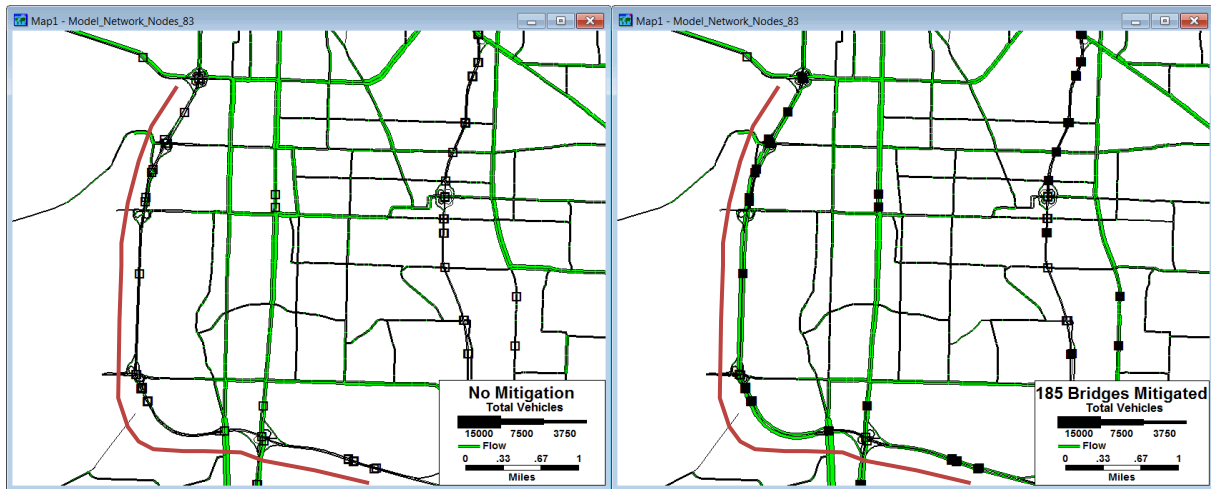 Map1 - Model_Network_Nodes_83
No Mitigation
Total Vehicles
15000 7500 3750
Flow
0 .33 .67 1
Miles
Map1 - Model_Network_Nodes_83
185 Bridges Mitigated
Total Vehicles
15000 7500 3750
Flow
0 .33 .67 1
Miles